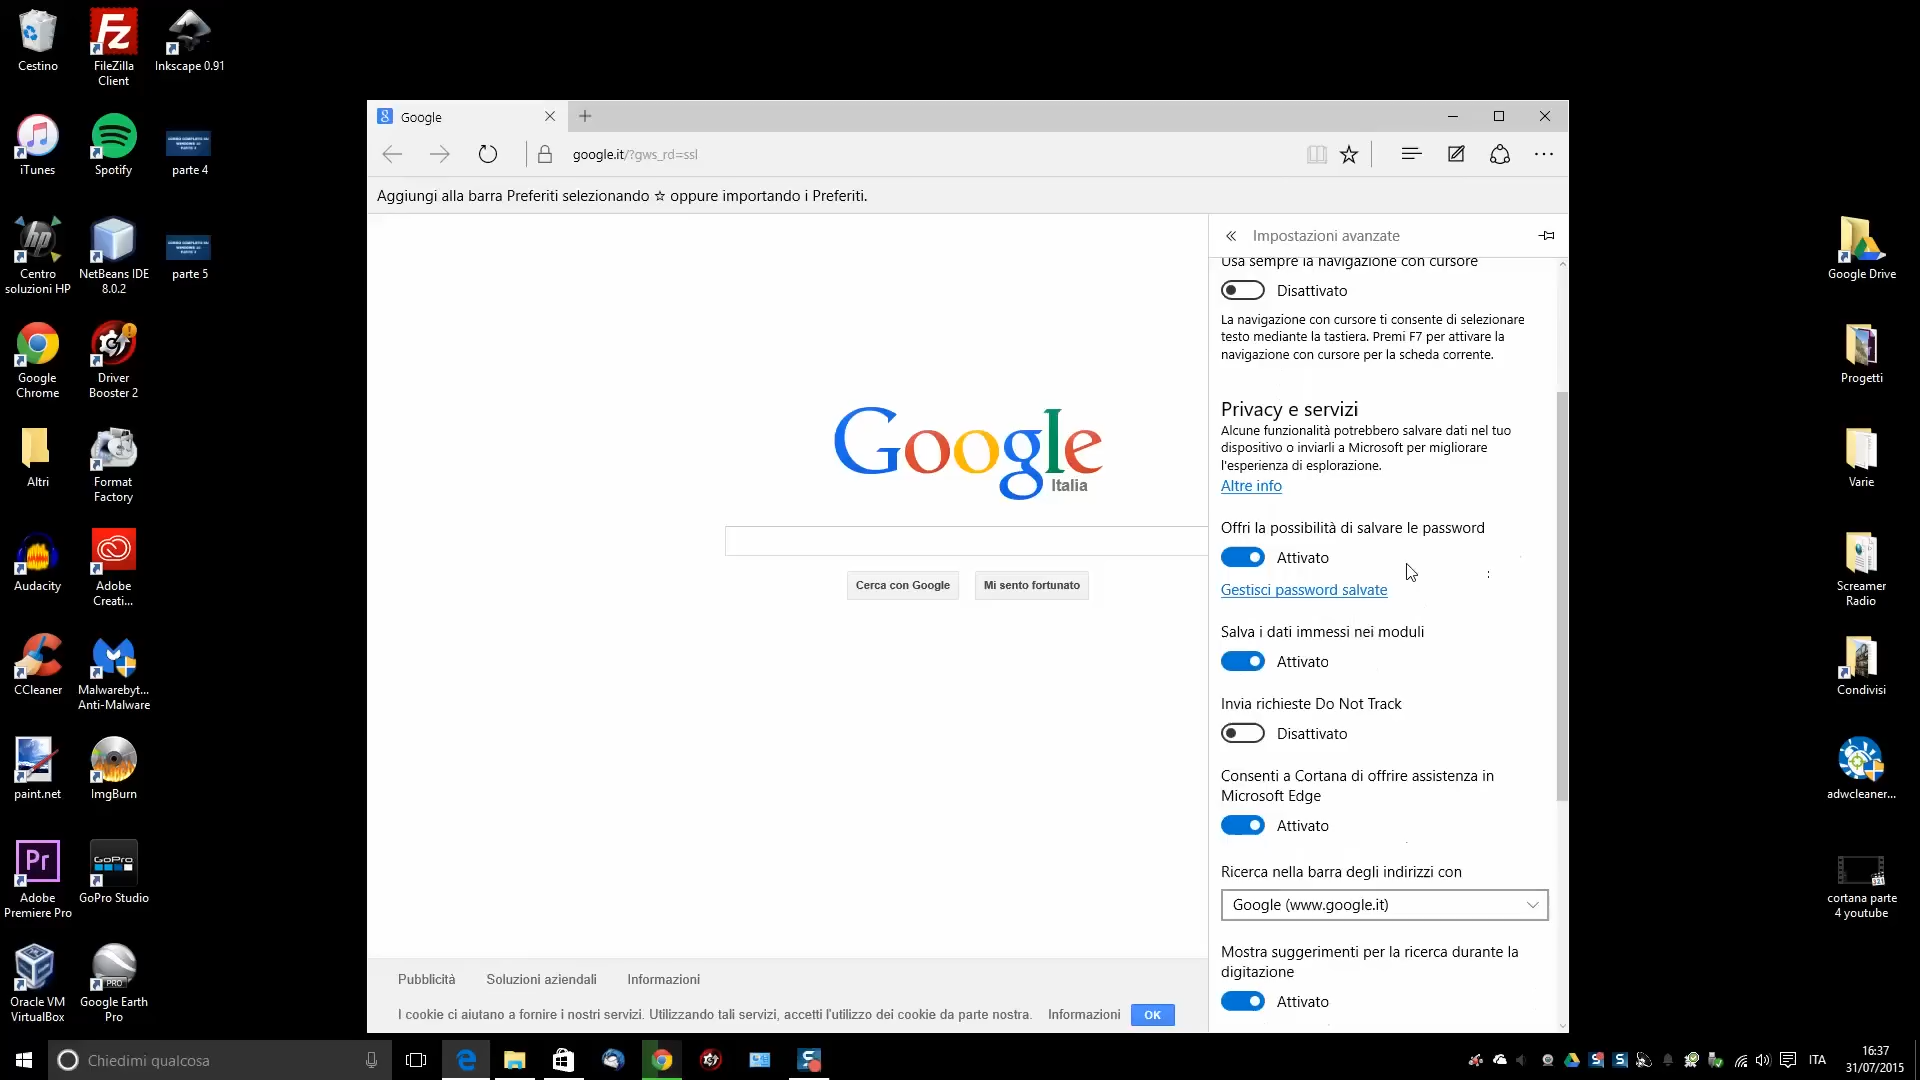 Cestino
FileZilla
Client
Inkscape 0.91
iTunes
Spotify
parte 4
Centro
soluzioni HP
NetBeans IDE
8.0.2
parte 5
Google
Chrome
Driver
Booster 2
Altri
Format
Factory
Audacity
Adobe
Creati...
CCleaner
Malwarebyt...
Anti-Malware
paint.net
ImgBurn
Adobe
Premiere Pro
GoPro
GoPro Studio
Oracle VM
VirtualBox
PRO
Google Earth
Pro
Google
google.it/?gws_rd=ssl
Aggiungi alla barra Preferiti selezionando ☆ oppure importando i Preferiti.
Google
Italia
Cerca con Google
Mi sento fortunato
Pubblicità
Soluzioni aziendali
Informazioni
I cookie ci aiutano a fornire i nostri servizi. Utilizzando tali servizi, accetti l'utilizzo dei cookie da parte nostra.
Informazioni
OK
Impostazioni avanzate
Usa sempre la navigazione con cursore
Disattivato
La navigazione con cursore ti consente di selezionare
testo mediante la tastiera. Premi F7 per attivare la
navigazione con cursore per la scheda corrente.
Privacy e servizi
Alcune funzionalità potrebbero salvare dati nel tuo
dispositivo o inviarli a Microsoft per migliorare
l'esperienza di esplorazione.
Altre info
Offri la possibilità di salvare le password
Attivato
Gestisci password salvate
Salva i dati immessi nei moduli
Attivato
Invia richieste Do Not Track
Disattivato
Consenti a Cortana di offrire assistenza in
Microsoft Edge
Attivato
Ricerca nella barra degli indirizzi con
Google (www.google.it)
Mostra suggerimenti per la ricerca durante la
digitazione
Attivato
Google Drive
Progetti
Varie
Screamer
Radio
Condivisi
adwcleaner...
cortana parte
4 youtube
Chiedimi qualcosa
ITA
16:37
31/07/2015